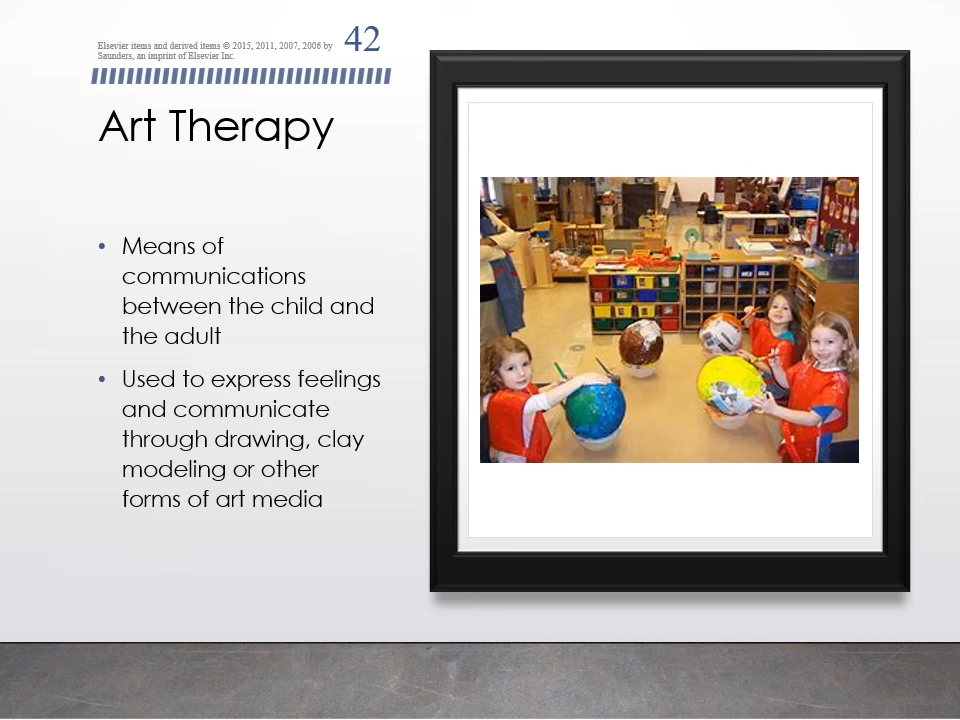 Elsevier items and derived items © 2015, 2011, 2007, 2006 by
Saunders, an imprint of Elsevier Inc.
42
Art Therapy
• Means of
communications
between the child and
the adult
• Used to express feelings
and communicate
through drawing, clay
modeling or other
forms of art media